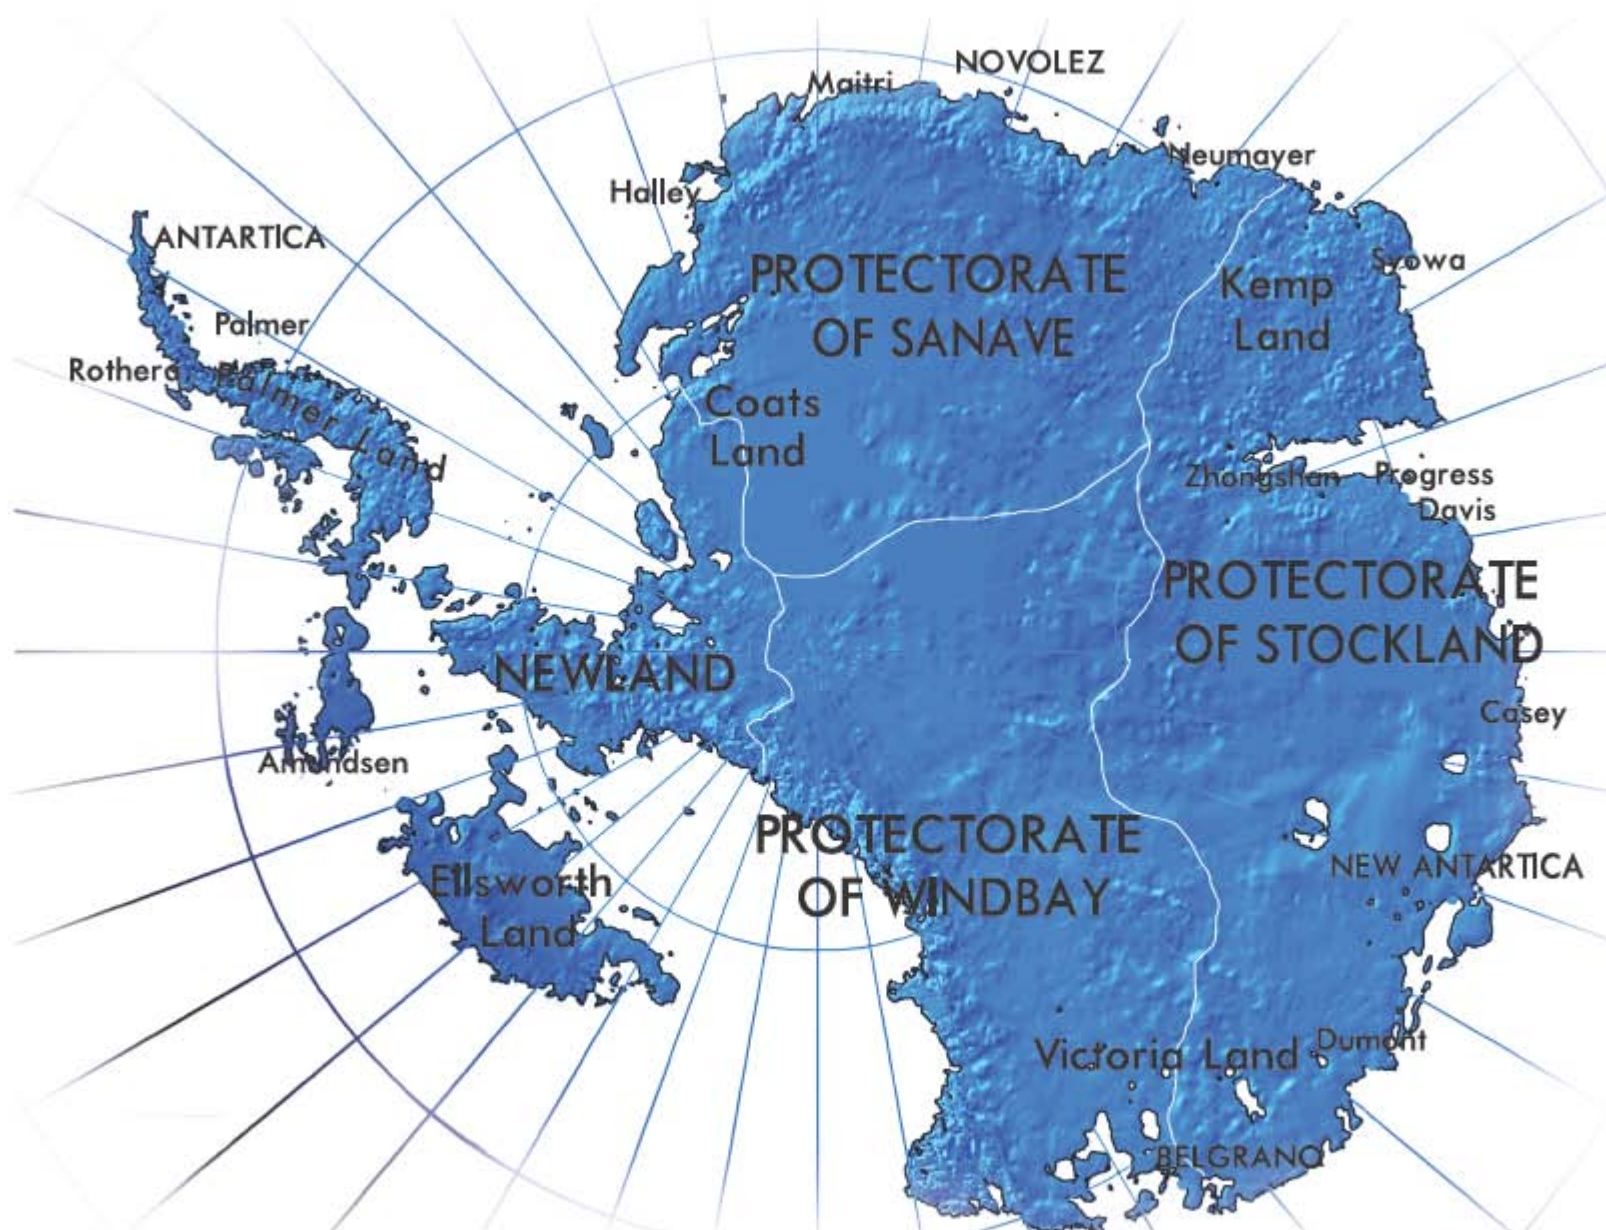 NOVOLEZ
Maitri
Neumayer
Halley
ANTARTICA
PROTECTORATE
OF SANAVE
Syowa
Kemp
Land
Palmer
Rothera
Palmer Land
Coats
Land
Zhongshan
Progress
Davis
PROTECTORATE
OF STOCKLAND
NEWLAND
Casey
Amundsen
PROTECTORATE
OF WINDBAY
NEW ANTARTICA
Ellsworth
Land
Victoria Land
Dumont
BELGRANO